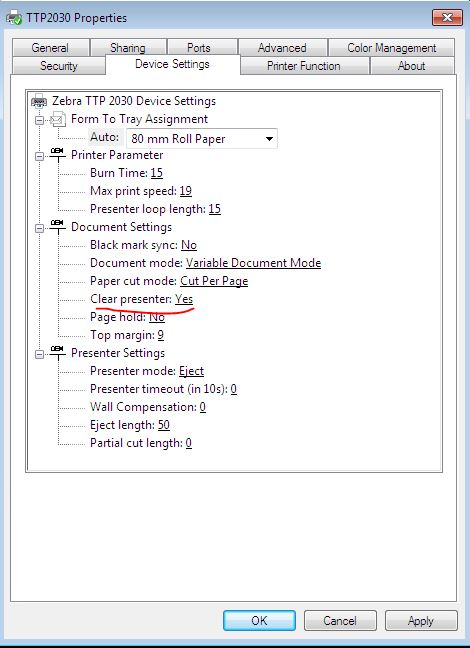 TTP2030 Properties
General Sharing Ports Advanced Color Management
Security Device Settings Printer Function About
Zebra TTP 2030 Device Settings
Form To Tray Assignment
Auto: 80 mm Roll Paper
Printer Parameter
Burn Time: 15
Max print speed: 19
Presenter loop length: 15
Document Settings
Black mark sync: No
Document mode: Variable Document Mode
Paper cut mode: Cut Per Page
Clear presenter: Yes
Page hold: No
Top margin: 9
Presenter Settings
Presenter mode: Eject
Presenter timeout (in 10s): 0
Wall Compensation: 0
Eject length: 50
Partial cut length: 0
OK Cancel Apply